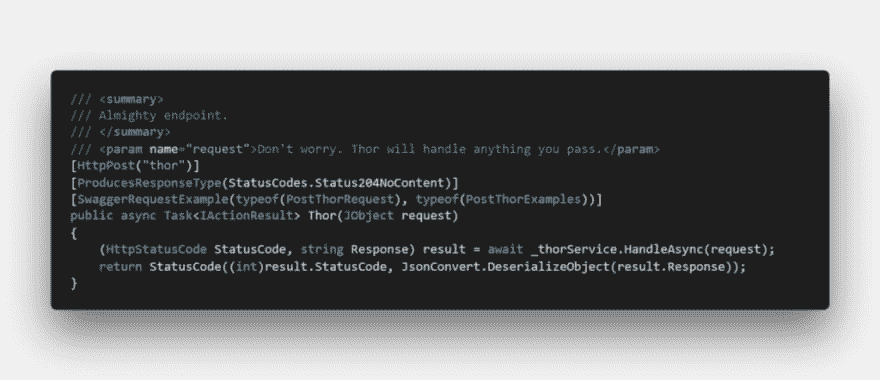 /// <summary>
/// Almighty endpoint.
/// </summary>
/// <param name="request">Don't worry. Thor will handle anything you pass.</param>
[HttpPost("thor")]
[ProducesResponseType(StatusCodes.Status204NoContent)]
[SwaggerRequestExample(typeof(PostThorRequest), typeof(PostThorExamples))]
public async Task<IActionResult> Thor(JObject request)
{
    (HttpStatusCode StatusCode, string Response) result = await _thorService.HandleAsync(request);
    return StatusCode((int)result.StatusCode, JsonConvert.DeserializeObject(result.Response));
}